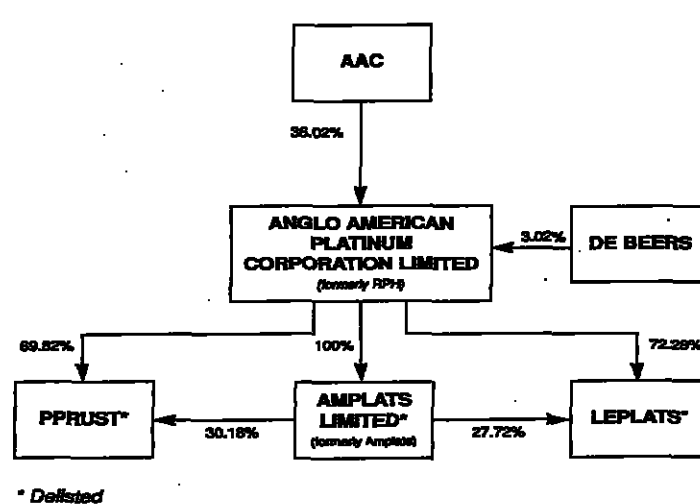 AAC
36.02%
ANGLO AMERICAN
PLATINUM
CORPORATION LIMITED
(formerly RPH)
3.02%
DE BEERS
69.82%
100%
72.28%
PPRUST*
30.18%
AMPLATS
LIMITED*
(formerly Amplats)
27.72%
LEPLATS*
* Delisted